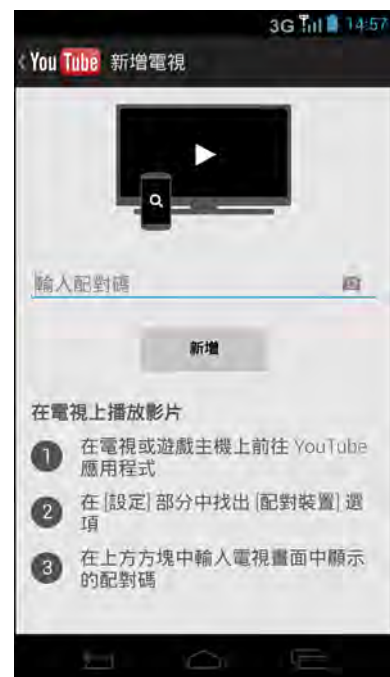 3G 14:57
You Tube 新增電視
輸入配對碼
新增
在電視上播放影片
1 在電視或遊戲主機上前往 YouTube
應用程式
2 在 [設定] 部分中找出 [配對裝置] 選
項
3 在上方方塊中輸入電視畫面中顯示
的配對碼